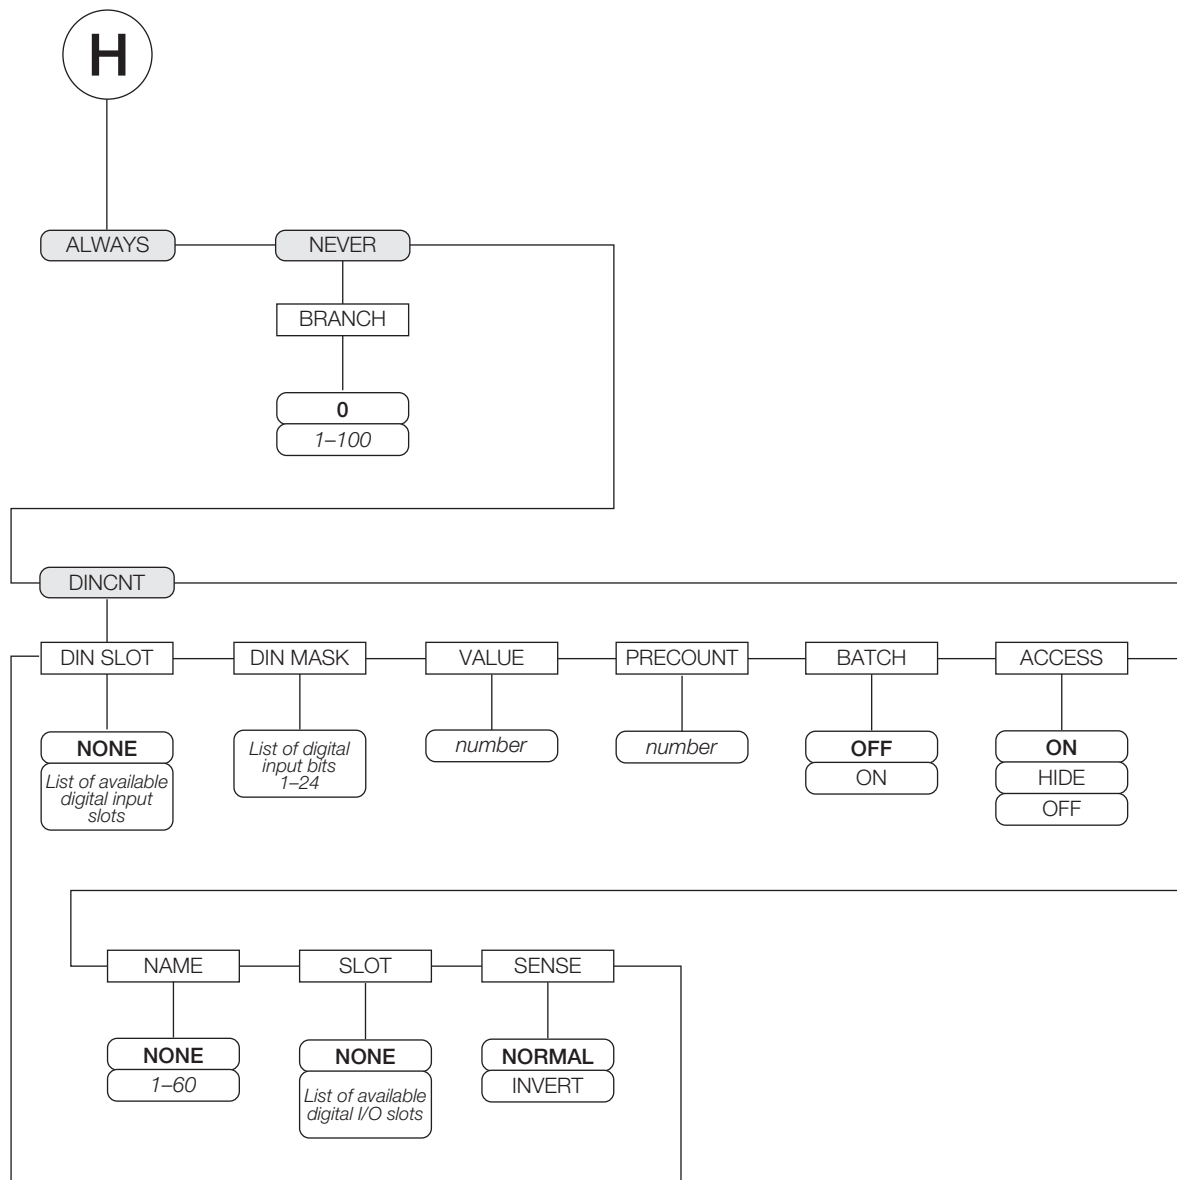 H
ALWAYS
NEVER
BRANCH
0
1–100
DINCNT
DIN SLOT
DIN MASK
VALUE
PRECOUNT
BATCH
ACCESS
NONE
List of available
digital input
slots
List of digital
input bits
1–24
number
number
OFF
ON
ON
HIDE
OFF
NAME
SLOT
SENSE
NONE
1–60
NONE
List of available
digital I/O slots
NORMAL
INVERT